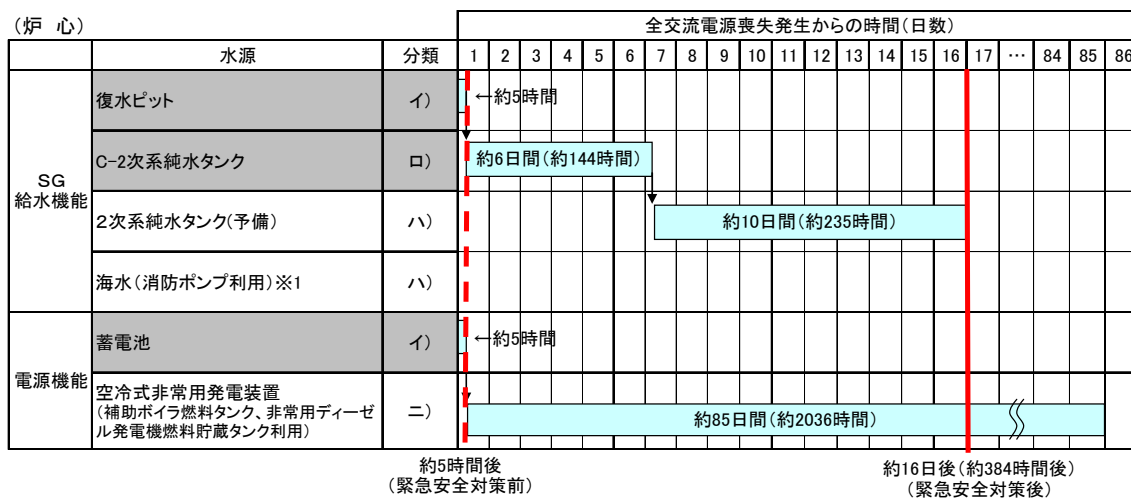 (炉 心)
全交流電源喪失発生からの時間(日数)
水源 分類 1 2 3 4 5 6 7 8 9 10 11 12 13 14 15 16 17 … 84 85 86
SG
給水機能
復水ピット イ) ←約5時間
C-2次系純水タンク ロ) 約6日間(約144時間)
2次系純水タンク(予備) ハ) 約10日間(約235時間)
海水(消防ポンプ利用)※1 ハ)
電源機能
蓄電池 イ) ←約5時間
空冷式非常用発電装置
(補助ボイラ燃料タンク、非常用ディーゼ
ル発電機燃料貯蔵タンク利用)
ニ) 約85日間(約2036時間)
約5時間後
(緊急安全対策前)
約16日後(約384時間後)
(緊急安全対策後)